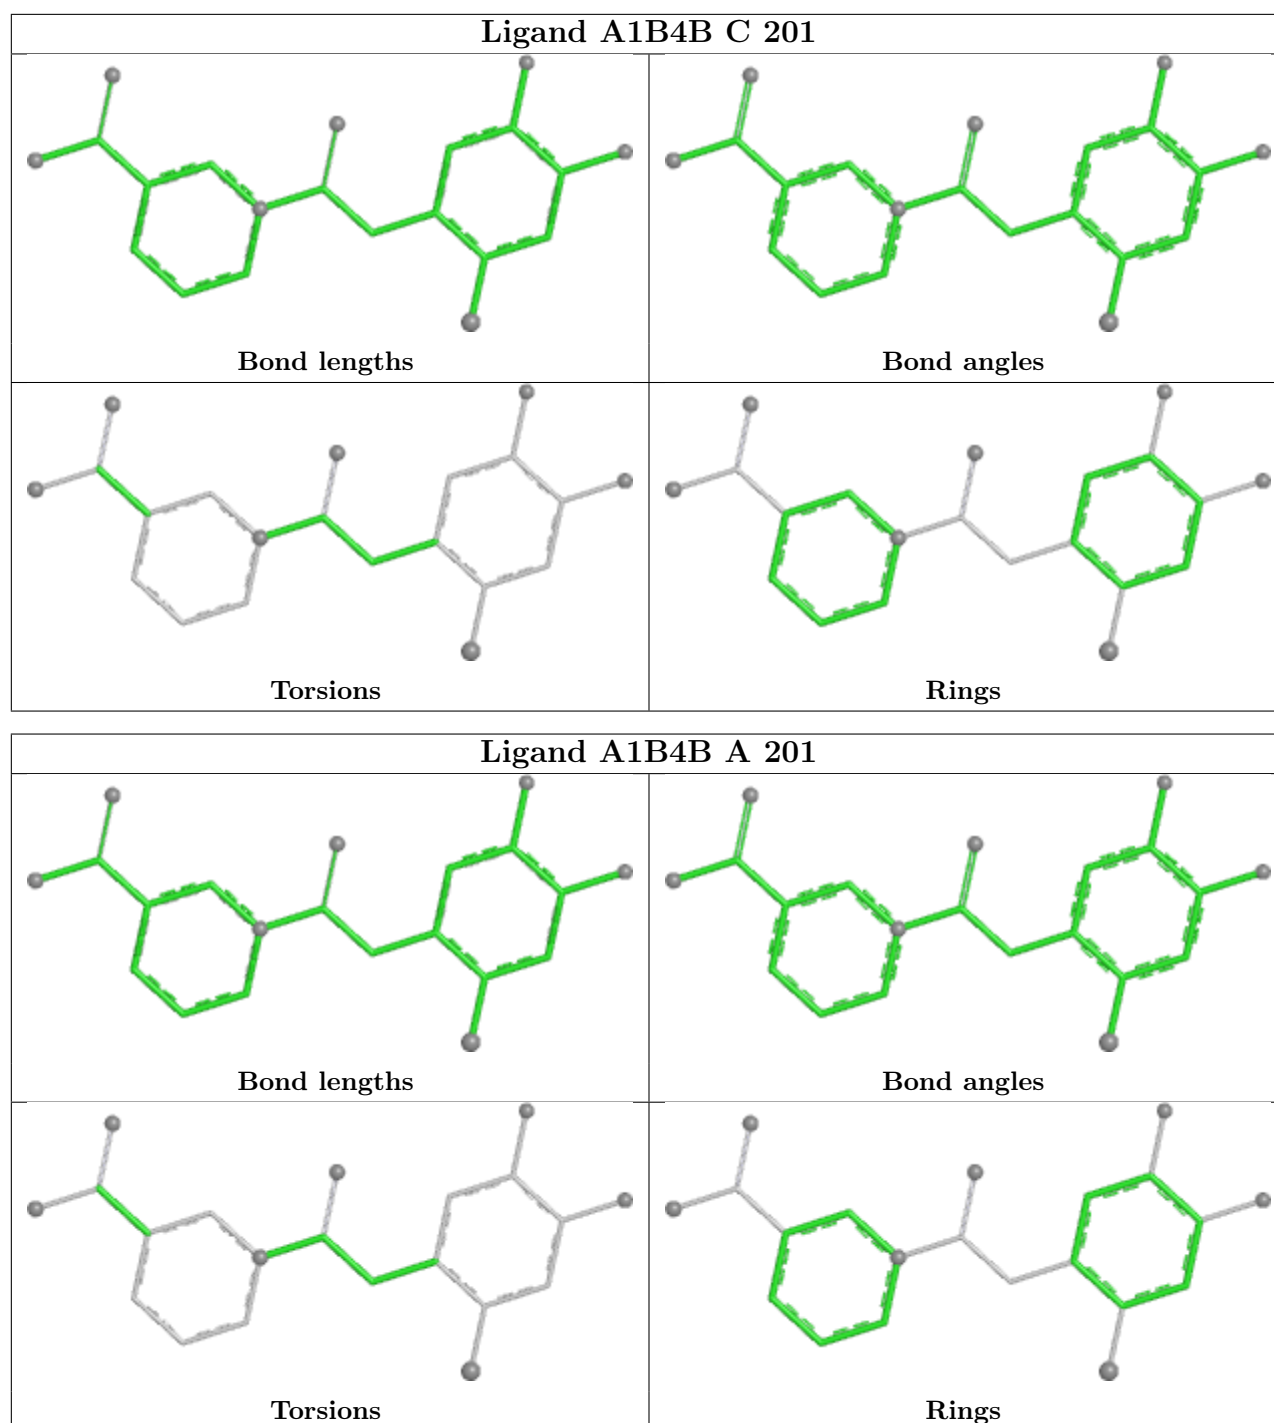 Ligand A1B4B C 201
Bond lengths
Bond angles
Torsions
Rings
Ligand A1B4B A 201
Bond lengths
Bond angles
Torsions
Rings